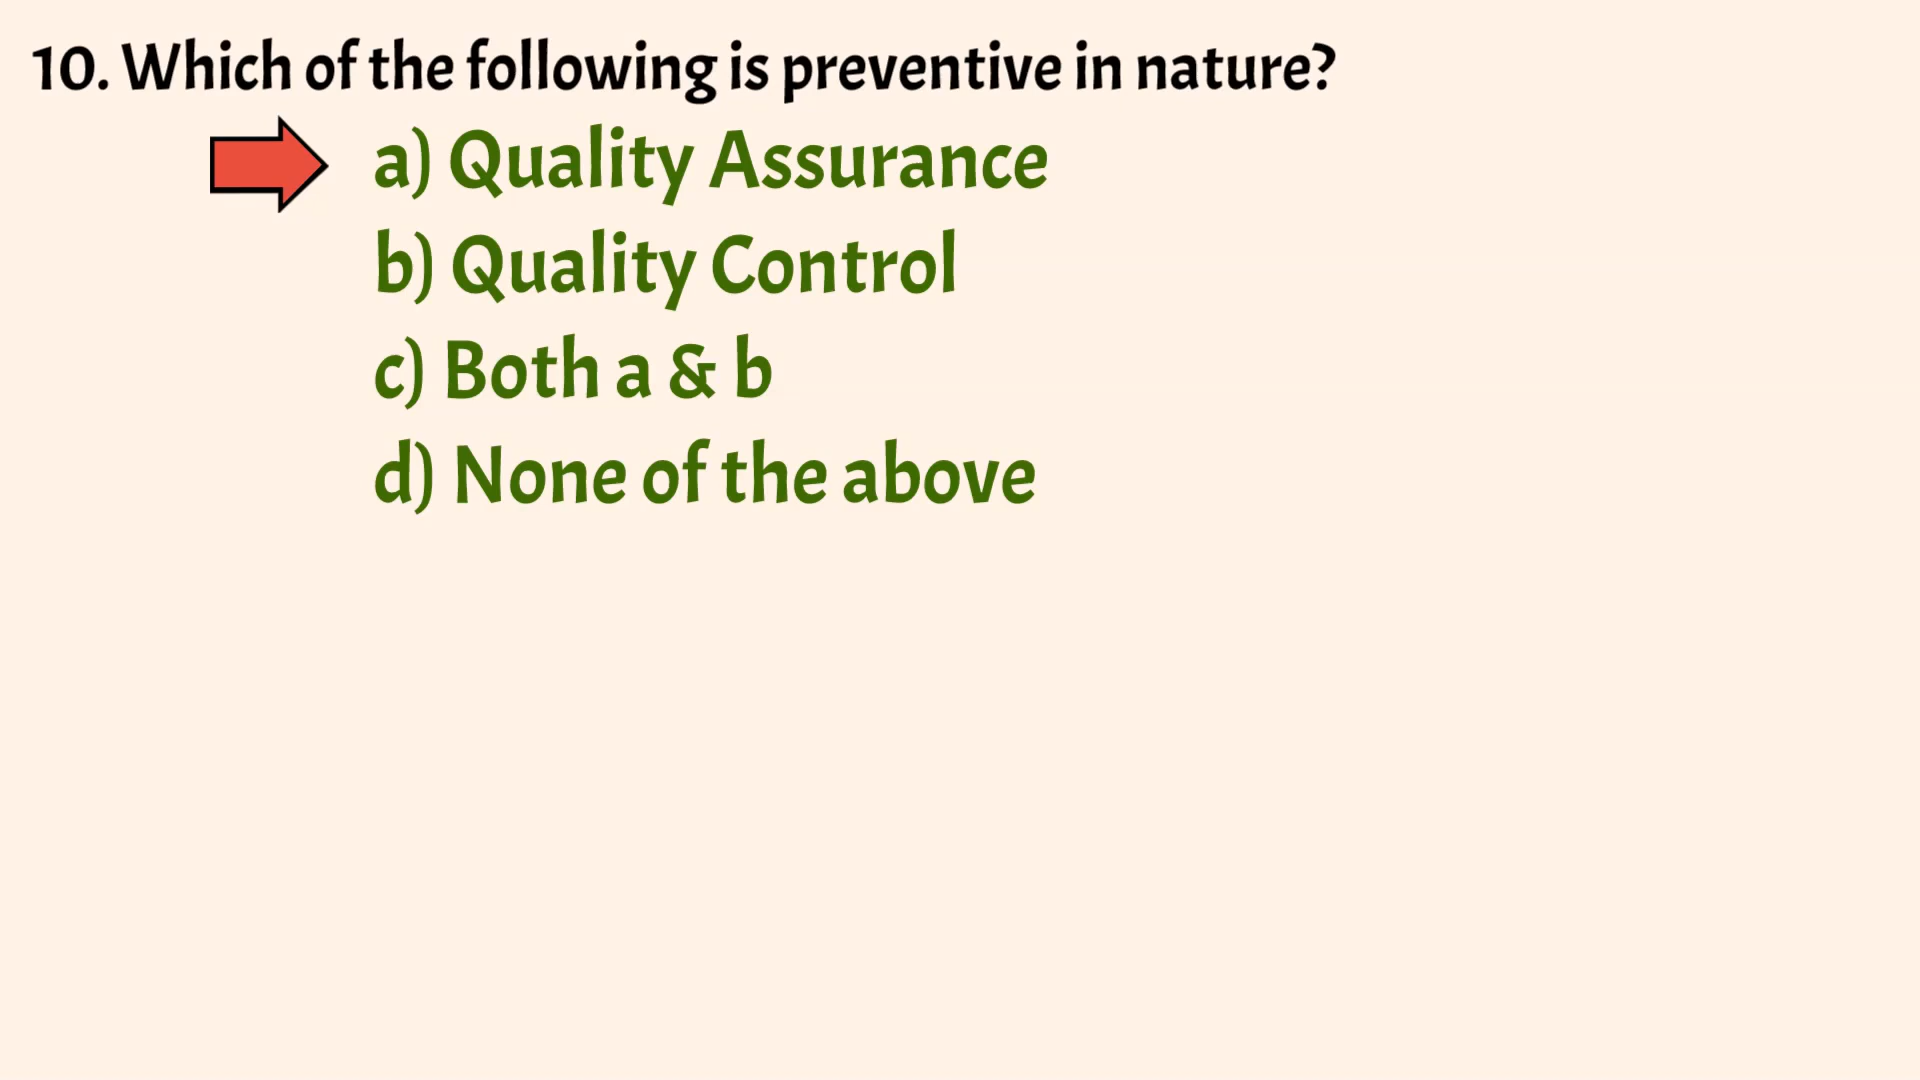 10. Which of the following is preventive in nature?
a) Quality Assurance
b) Quality Control
c) Both a & b
d) None of the above